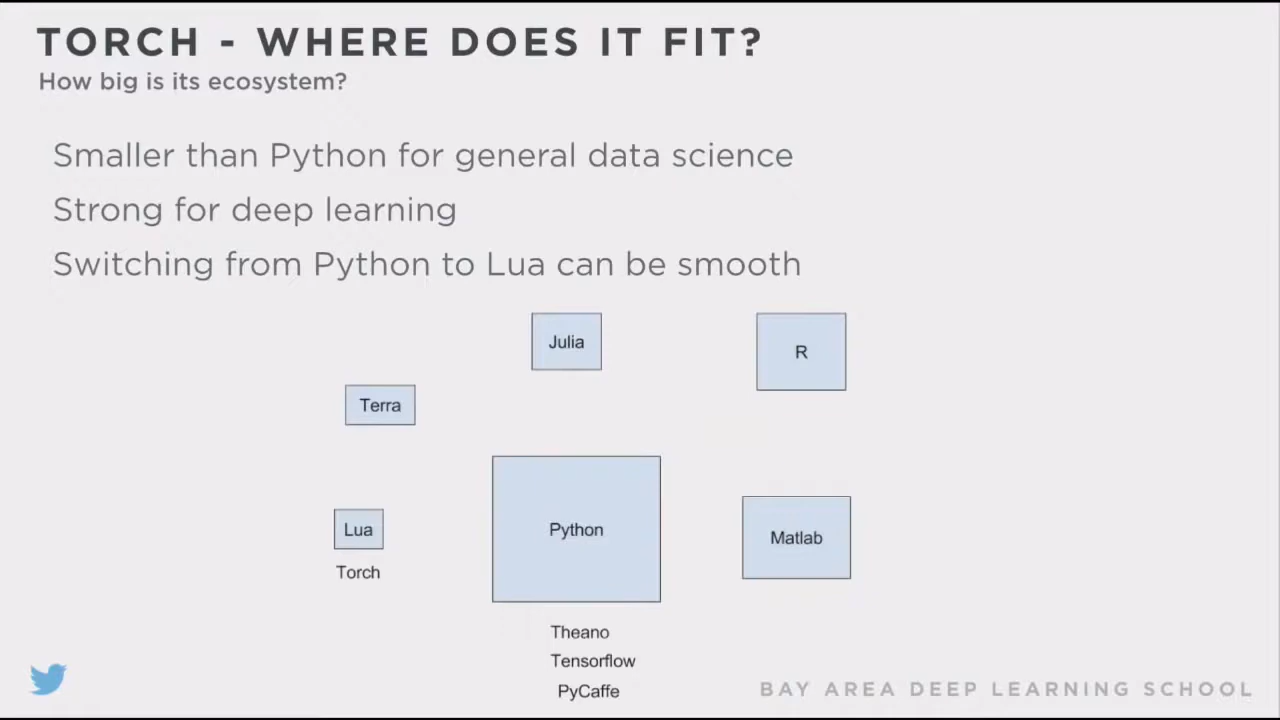 TORCH - WHERE DOES IT FIT?
How big is its ecosystem?
Smaller than Python for general data science
Strong for deep learning
Switching from Python to Lua can be smooth
Julia
R
Terra
Lua
Python
Matlab
Torch
Theano
Tensorflow
PyCaffe
BAY AREA DEEP LEARNING SCHOOL